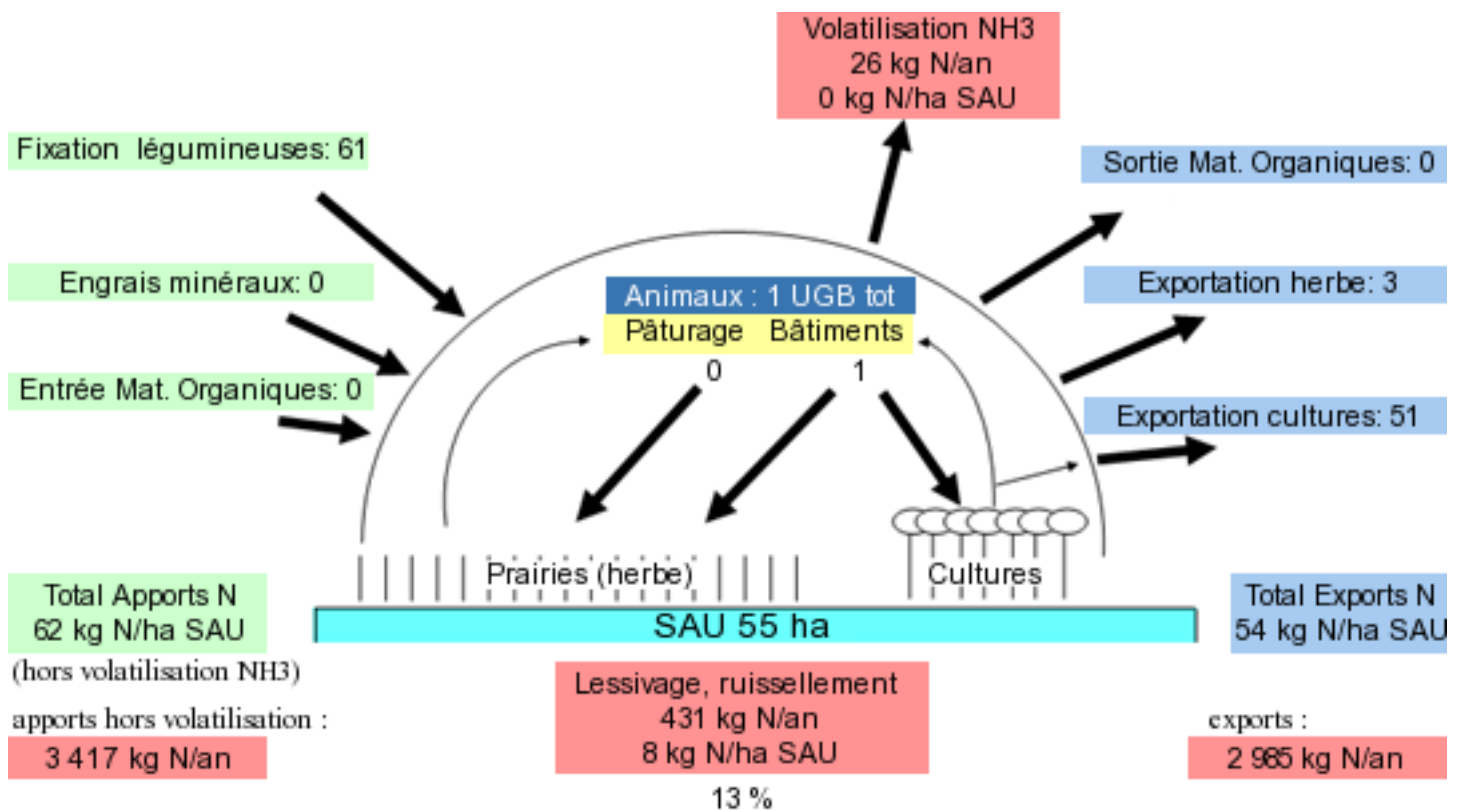 Volatilisation NH3
26 kg N/an
0 kg N/ha SAU
Fixation légumineuses: 61
Sortie Mat. Organiques: 0
Engrais minéraux: 0
Exportation herbe: 3
Animaux : 1 UGB tot
Pâturage Bâtiments
0 1
Entrée Mat. Organiques: 0
Exportation cultures: 51
Prairies (herbe)
Cultures
Total Apports N
62 kg N/ha SAU
(hors volatilisation NH3)
apports hors volatilisation :
3 417 kg N/an
SAU 55 ha
Lessivage, ruissellement
431 kg N/an
8 kg N/ha SAU
13 %
Total Exports N
54 kg N/ha SAU
exports :
2 985 kg N/an